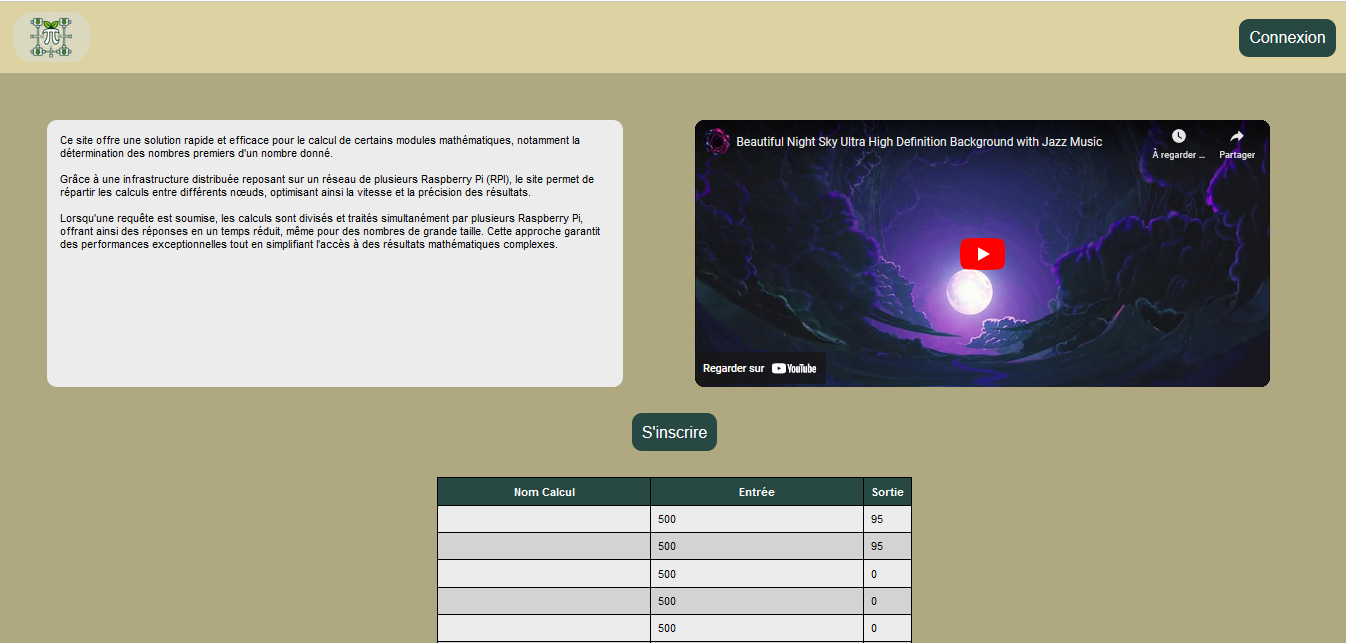 π
Connexion
Ce site offre une solution rapide et efficace pour le calcul de certains modules mathématiques, notamment la
détermination des nombres premiers d'un nombre donné.
Grâce à une infrastructure distribuée reposant sur un réseau de plusieurs Raspberry Pi (RPI), le site permet de
répartir les calculs entre différents nœuds, optimisant ainsi la vitesse et la précision des résultats.
Lorsqu'une requête est soumise, les calculs sont divisés et traités simultanément par plusieurs Raspberry Pi,
offrant ainsi des réponses en un temps réduit, même pour des nombres de grande taille. Cette approche garantit
des performances exceptionnelles tout en simplifiant l'accès à des résultats mathématiques complexes.
Beautiful Night Sky Ultra High Definition Background with Jazz Music
À regarder ...
Partager
Regarder sur YouTube
S'inscrire
Nom Calcul Entrée Sortie
500 95
500 95
500 0
500 0
500 0